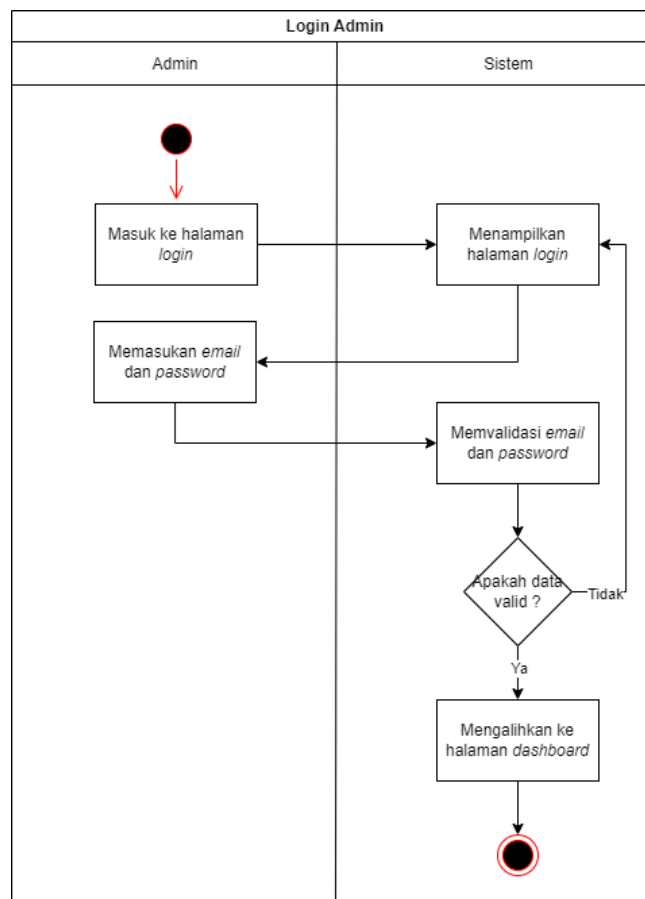 Login Admin
Admin
Sistem
Masuk ke halaman
login
Menampilkan
halaman login
Memasukan email
dan password
Memvalidasi email
dan password
Apakah data
valid ?
Tidak
Ya
Mengalihkan ke
halaman dashboard